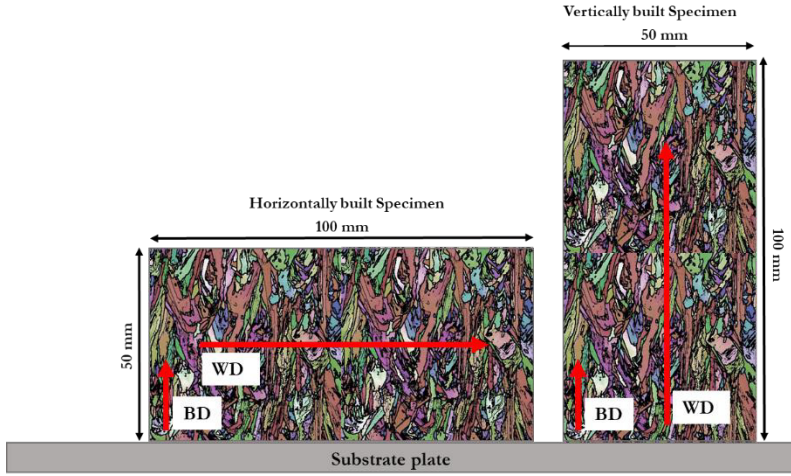 Vertically built Specimen
50 mm
Horizontally built Specimen
100 mm
50 mm
100 mm
WD
BD
BD
WD
Substrate plate